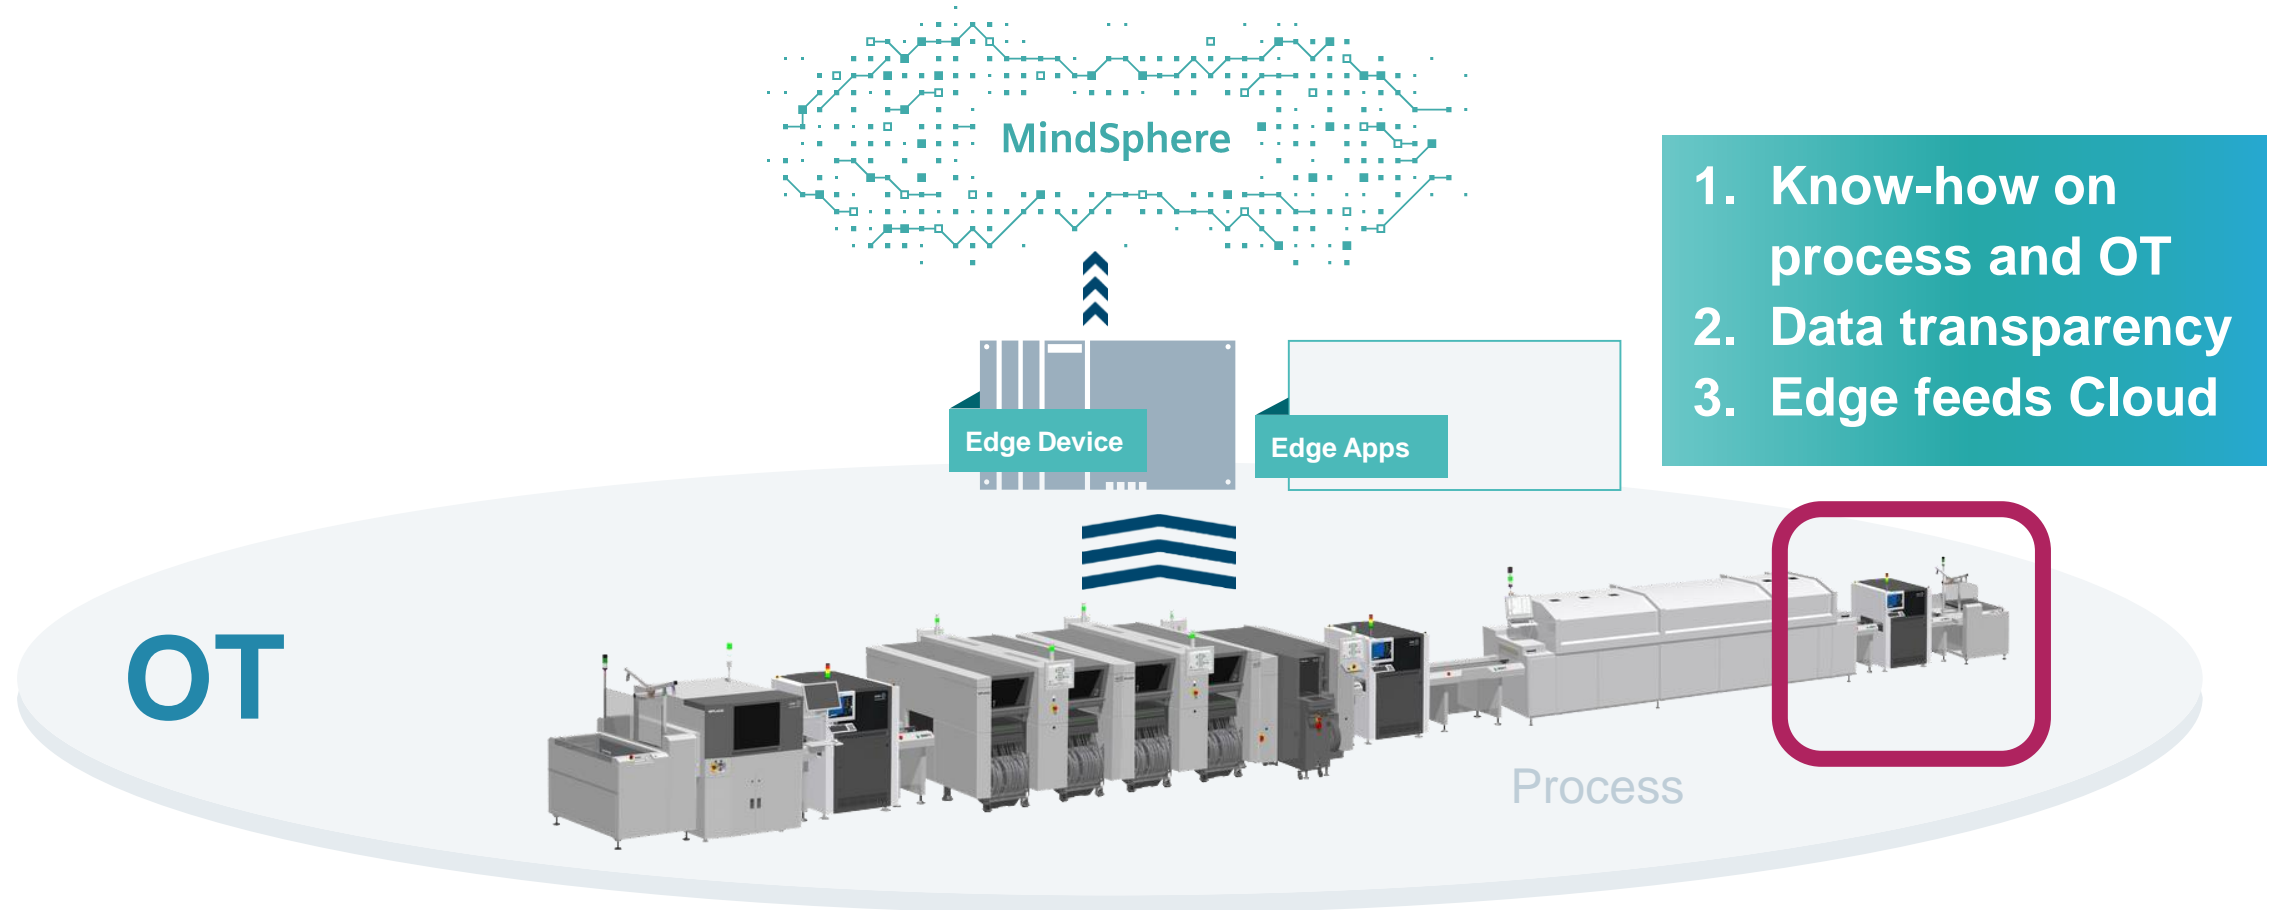 MindSphere
1. Know-how on
process and OT
2. Data transparency
3. Edge feeds Cloud
Edge Device
Edge Apps
OT
Process